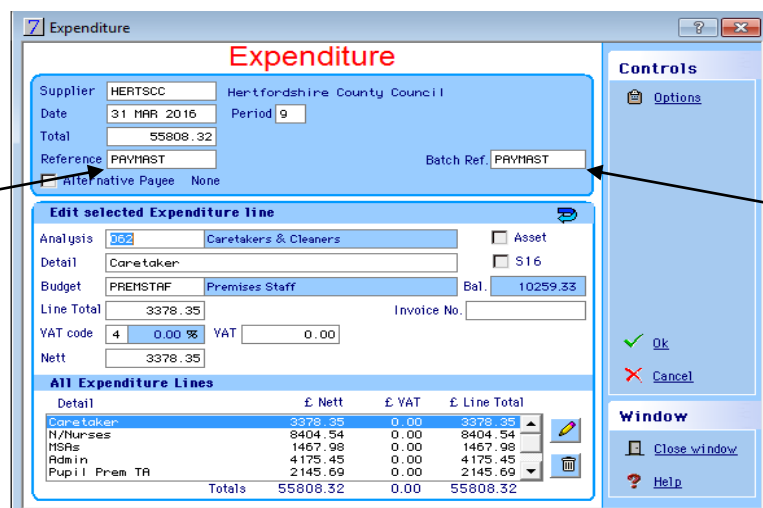 7 Expenditure ?
Expenditure
Supplier HERTSCC Hertfordshire County Council
Date 31 MAR 2016 Period 9
Total 55808.32
Reference PAYMAST Batch Ref. PAYMAST
Alternative Payee None
Edit selected Expenditure line
Analysis 062 Caretakers & Cleaners Asset
Detail Caretaker S16
Budget PREMSTAF Premises Staff Bal. 10259.33
Line Total 3378.35 Invoice No.
VAT code 4 0.00 % VAT 0.00
Nett 3378.35
All Expenditure Lines
Detail £ Nett £ VAT £ Line Total
Caretaker 3378.35 0.00 3378.35
N/Nurses 8404.54 0.00 8404.54
MSAs 1467.98 0.00 1467.98
Admin 4175.45 0.00 4175.45
Pupil Prem TA 2145.69 0.00 2145.69
Totals 55808.32 0.00 55808.32
Controls
Options
Ok
Cancel
Window
Close window
? Help